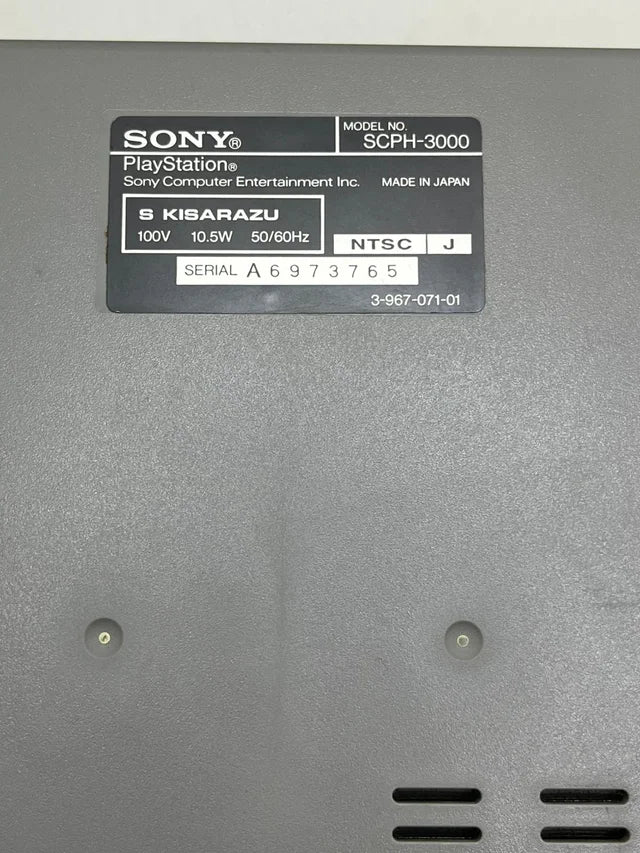 SONY®
MODEL NO.
SCPH-3000
PlayStation®
Sony Computer Entertainment Inc. MADE IN JAPAN
S KISARAZU
100V 10.5W 50/60Hz
NTSC J
SERIAL A6973765
3-967-071-01